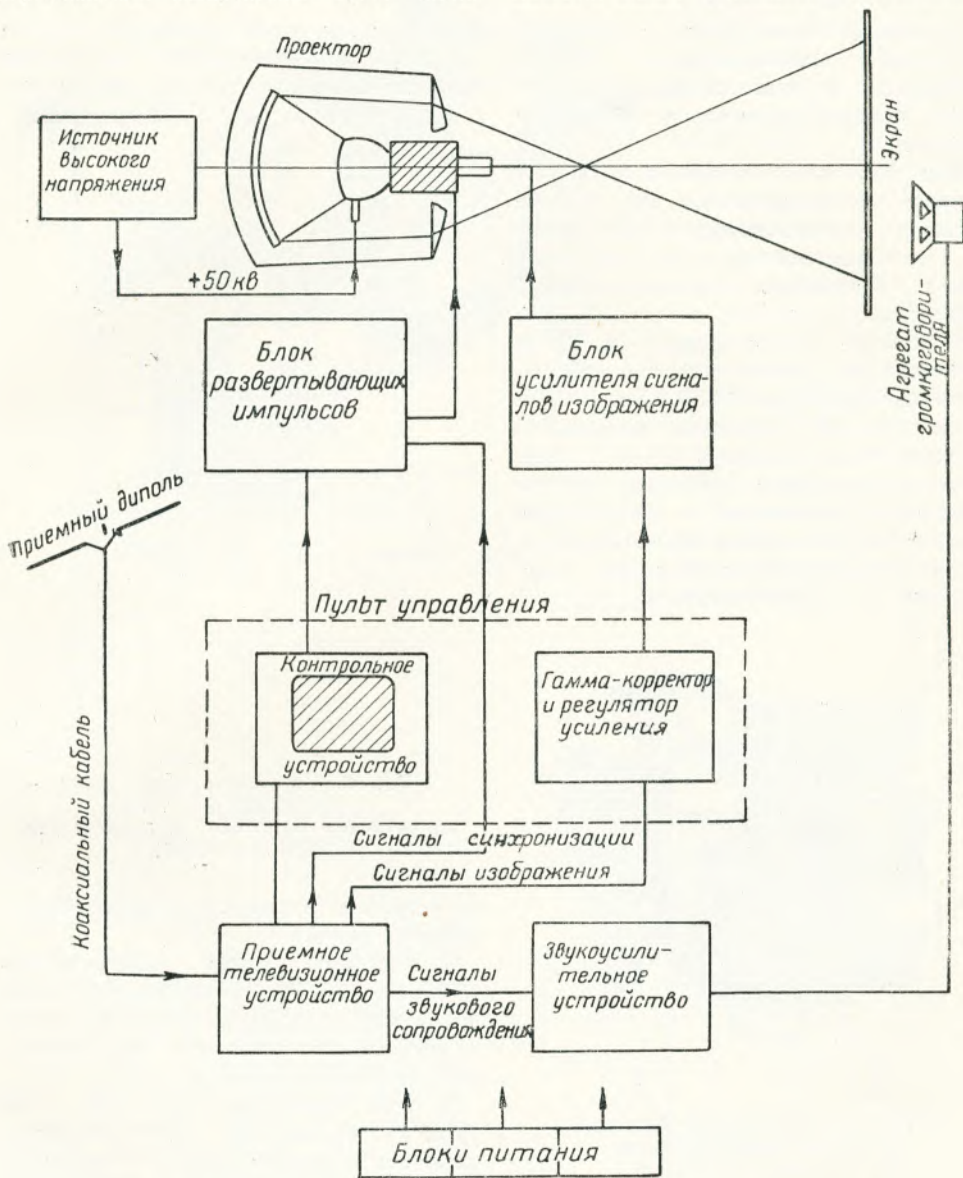 Проектор
Источник
высокого
напряжения
+50 кв
Экран
Агрегат
громкоговори-
теля
Блок
развертывающих
импульсов
Блок
усилителя сигна-
лов изображения
Приемный диполь
Пульт управления
Контрольное
устройство
Гамма-корректор
и регулятор
усиления
Коаксиальный кабель
Сигналы синхронизации
Сигналы изображения
Приемное
телевизионное
устройство
Сигналы
звукового
сопровождения
Звукоусили-
тельное
устройство
Блоки питания